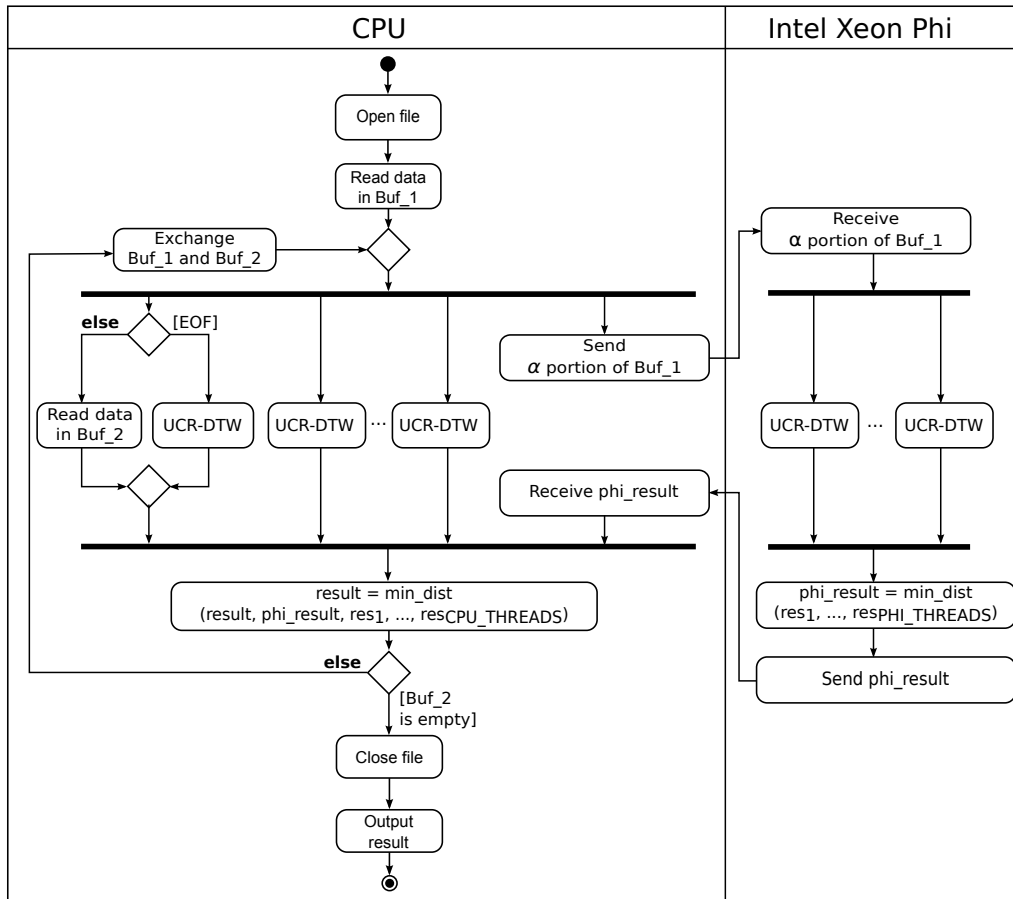 CPU
Intel Xeon Phi
Open file
Read data
in Buf_1
Exchange
Buf_1 and Buf_2
Receive
α portion of Buf_1
else
[EOF]
Send
α portion of Buf_1
Read data
in Buf_2
UCR-DTW
UCR-DTW
...
UCR-DTW
UCR-DTW
...
UCR-DTW
Receive phi_result
result = min_dist
(result, phi_result, res1, ..., resCPU_THREADS)
phi_result = min_dist
(res1, ..., resPHI_THREADS)
else
Send phi_result
[Buf_2
is empty]
Close file
Output
result